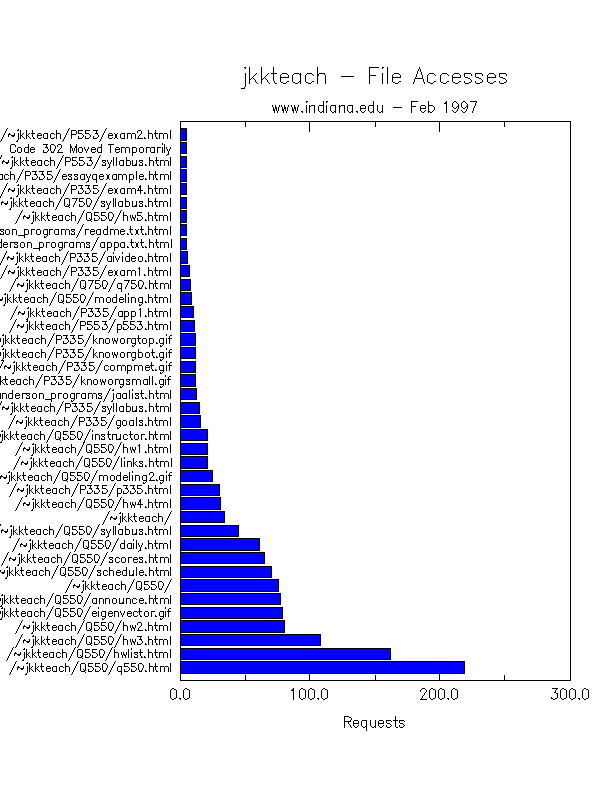 jkkteach – File Accesses
www.indiana.edu – Feb 1997
/~jkkteach/P553/exam2.html
Code 302 Moved Temporarily
/~jkkteach/P553/syllabus.html
ach/P335/essayqexample.html
/~jkkteach/P335/exam4.html
/~jkkteach/Q750/syllabus.html
/~jkkteach/Q550/hw5.html
son_programs/readme.txt.html
derson_programs/appa.txt.html
/~jkkteach/P335/aivideo.html
/~jkkteach/P335/exam1.html
/~jkkteach/Q750/q750.html
~jkkteach/Q550/modeling.html
/~jkkteach/P335/app1.html
/~jkkteach/P553/p553.html
jkkteach/P335/knoworgtop.gif
jkkteach/P335/knoworgbot.gif
/~jkkteach/P335/compmet.gif
kteach/P335/knoworgsmall.gif
anderson_programs/jaalist.html
/~jkkteach/P335/syllabus.html
/~jkkteach/P335/goals.html
jkkteach/Q550/instructor.html
/~jkkteach/Q550/hw1.html
/~jkkteach/Q550/links.html
~jkkteach/Q550/modeling2.gif
/~jkkteach/P335/p335.html
/~jkkteach/Q550/hw4.html
/~jkkteach/
/~jkkteach/Q550/syllabus.html
/~jkkteach/Q550/daily.html
/~jkkteach/Q550/scores.html
~jkkteach/Q550/schedule.html
/~jkkteach/Q550/
~jkkteach/Q550/announce.html
~jkkteach/Q550/eigenvector.gif
/~jkkteach/Q550/hw2.html
/~jkkteach/Q550/hw3.html
/~jkkteach/Q550/hwlist.html
/~jkkteach/Q550/q550.html
0.0 100.0 200.0 300.0
Requests